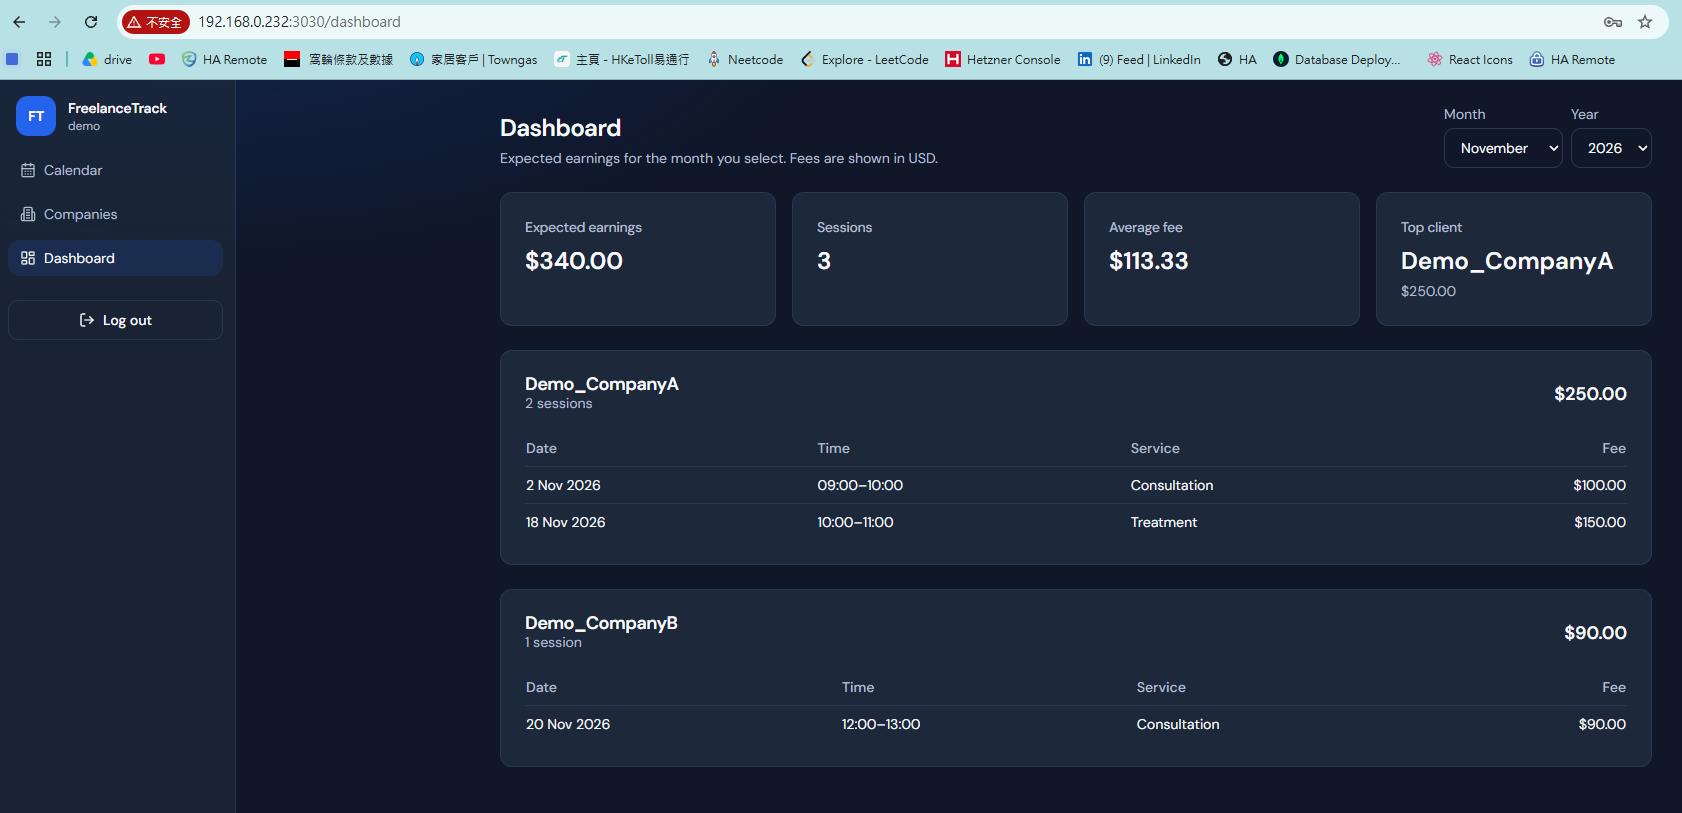 不安全 192.168.0.232:3030/dashboard
drive HA Remote 窩輪條款及數據 家居客戶 | Towngas 主頁 - HKeToll易通行 Neetcode Explore - LeetCode Hetzner Console (9) Feed | LinkedIn HA Database Deploy... React Icons HA Remote
FT
FreelanceTrack
demo
Calendar
Companies
Dashboard
Log out
Dashboard
Expected earnings for the month you select. Fees are shown in USD.
Month Year
November 2026
Expected earnings
$340.00
Sessions
3
Average fee
$113.33
Top client
Demo_CompanyA
$250.00
Demo_CompanyA
2 sessions
$250.00
Date Time Service Fee
2 Nov 2026 09:00–10:00 Consultation $100.00
18 Nov 2026 10:00–11:00 Treatment $150.00
Demo_CompanyB
1 session
$90.00
Date Time Service Fee
20 Nov 2026 12:00–13:00 Consultation $90.00